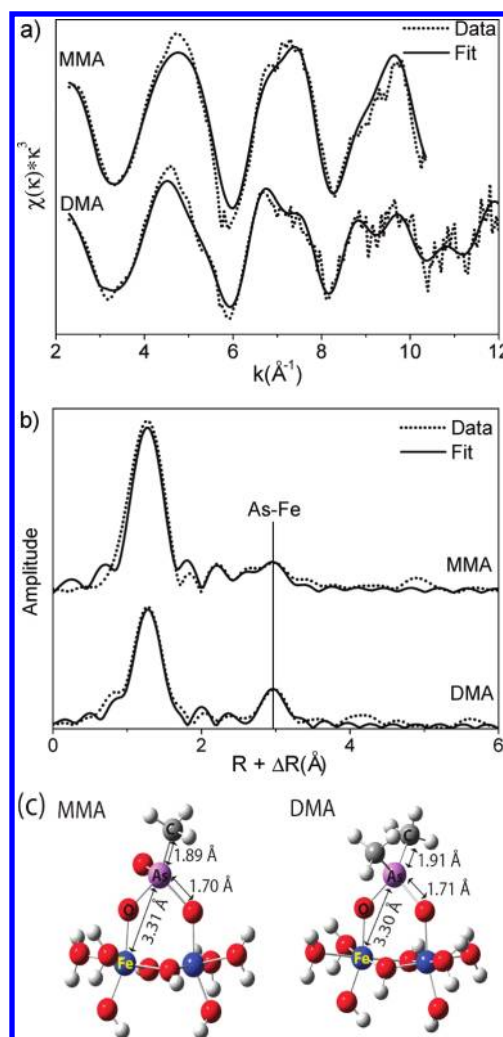 a)
Data
Fit
MMA
DMA
χ(κ)*κ³
2 4 6 8 10 12
k(Å⁻¹)
b)
Data
Fit
As-Fe
MMA
DMA
Amplitude
0 2 4 6
R + ΔR(Å)
(c) MMA DMA
C C
1.89 Å 1.91 Å
As As
1.70 Å 1.71 Å
O O
3.31 Å 3.30 Å
Fe Fe